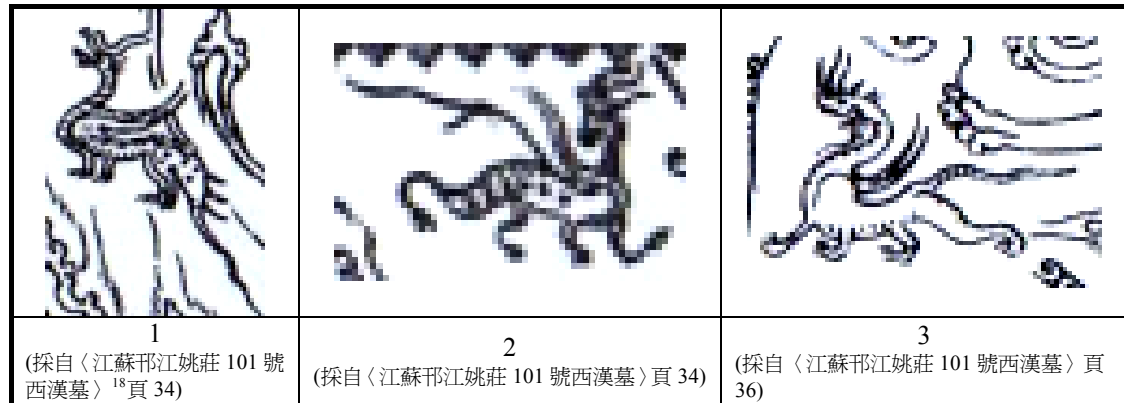 1
(採自〈江蘇邗江姚莊 101 號
西漢墓〉18頁 34)
2
(採自〈江蘇邗江姚莊 101 號西漢墓〉頁 34)
3
(採自〈江蘇邗江姚莊 101 號西漢墓〉頁
36)